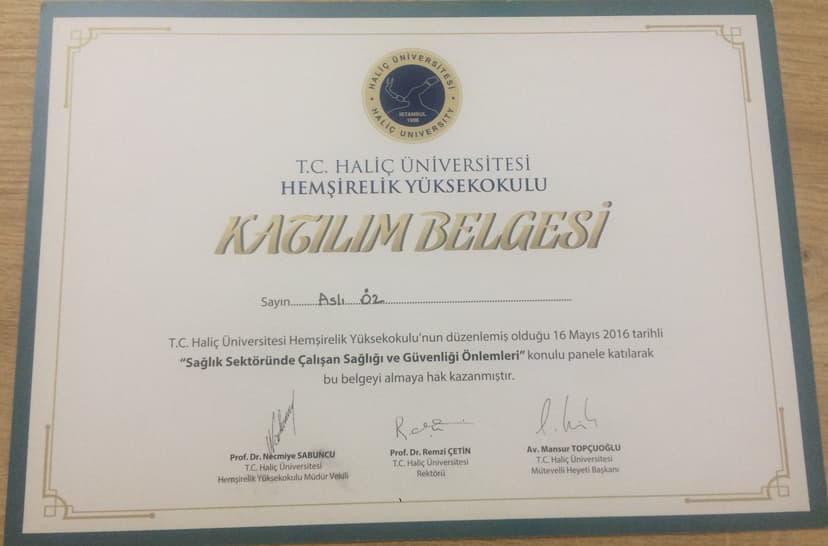 HALİÇ ÜNİVERSİTESİ
İSTANBUL
1998
HALİÇ UNIVERSITY
T.C. HALİÇ ÜNİVERSİTESİ
HEMŞİRELİK YÜKSEKOKULU
KATILIM BELGESİ
Sayın.......Aslı....Öz.......................................................
T.C. Haliç Üniversitesi Hemşirelik Yüksekokulu'nun düzenlemiş olduğu 16 Mayıs 2016 tarihli
"Sağlık Sektöründe Çalışan Sağlığı ve Güvenliği Önlemleri" konulu panele katılarak
bu belgeyi almaya hak kazanmıştır.
Prof. Dr. Necmiye SABUNCU
T.C. Haliç Üniversitesi
Hemşirelik Yüksekokulu Müdür Vekili
Prof. Dr. Remzi ÇETİN
T.C. Haliç Üniversitesi
Rektörü
Av. Mansur TOPÇUOĞLU
T.C. Haliç Üniversitesi
Mütevelli Heyeti Başkanı